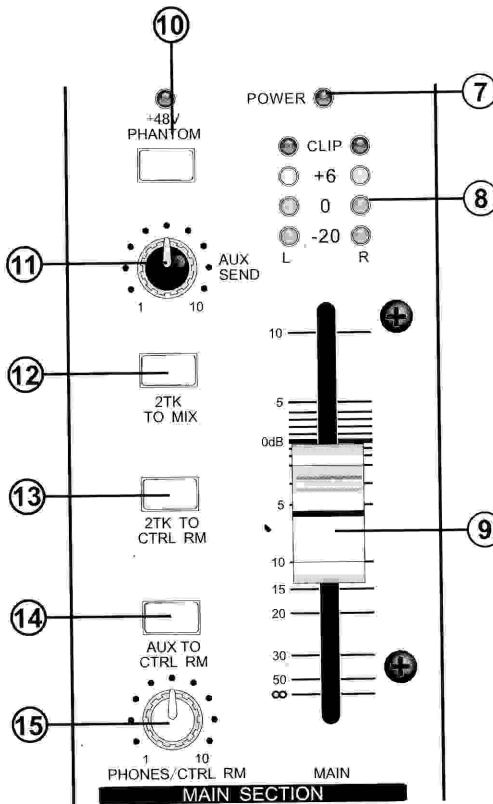 10
7
POWER
+48V
PHANTOM
CLIP
+6
0
8
-20
L R
11
AUX
SEND
1 10
10
12
2TK
TO MIX
5
0dB
13
2TK TO
CTRL RM
5
9
10
14
AUX TO
CTRL RM
15
20
30
50
∞
15
1 10
PHONES/CTRL RM
MAIN
MAIN SECTION